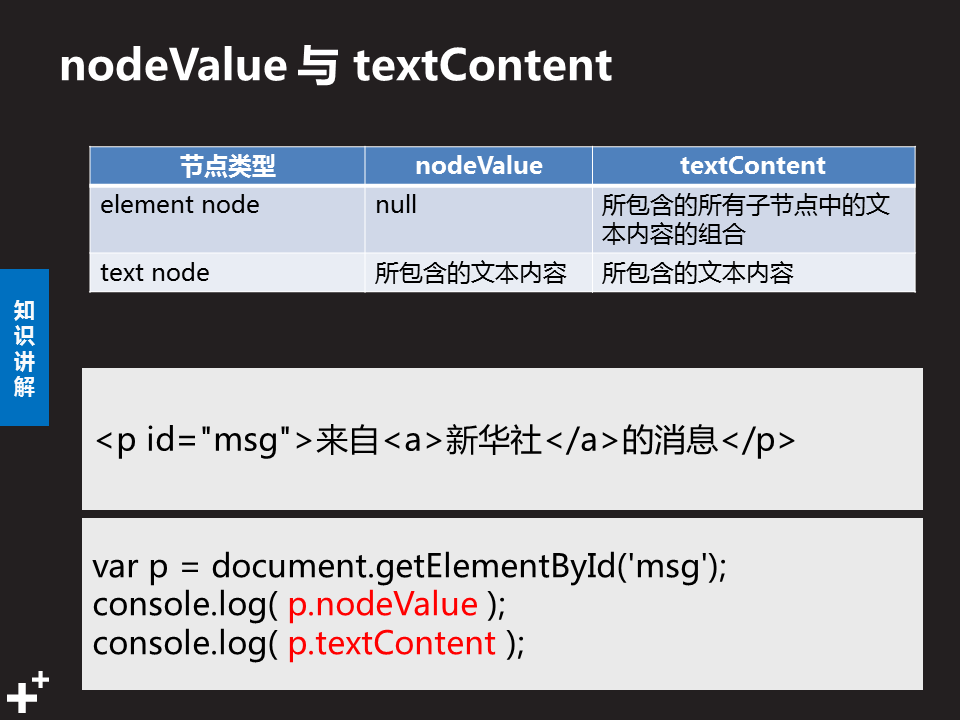 nodeValue 与 textContent
节点类型 nodeValue textContent
element node null 所包含的所有子节点中的文
本内容的组合
text node 所包含的文本内容 所包含的文本内容
知
识
讲
解
<p id="msg">来自<a>新华社</a>的消息</p>
var p = document.getElementById('msg');
console.log( p.nodeValue );
console.log( p.textContent );